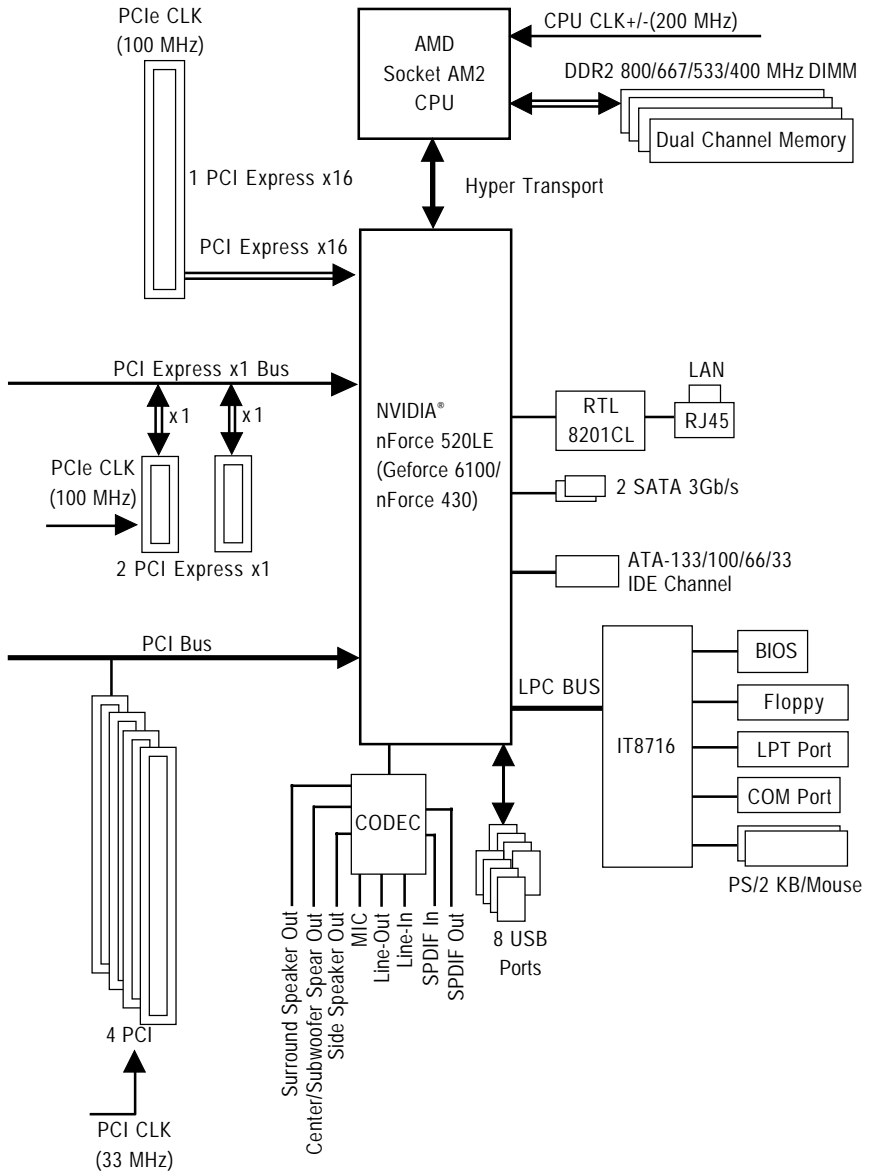 PCIe CLK
(100 MHz)
AMD
Socket AM2
CPU
CPU CLK+/-(200 MHz)
DDR2 800/667/533/400 MHz DIMM
Dual Channel Memory
1 PCI Express x16
Hyper Transport
PCI Express x16
PCI Express x1 Bus
x1
x1
PCIe CLK
(100 MHz)
2 PCI Express x1
NVIDIA®
nForce 520LE
(Geforce 6100/
nForce 430)
LAN
RTL
8201CL
RJ45
2 SATA 3Gb/s
ATA-133/100/66/33
IDE Channel
PCI Bus
LPC BUS
IT8716
BIOS
Floppy
LPT Port
COM Port
PS/2 KB/Mouse
CODEC
Surround Speaker Out
Center/Subwoofer Spear Out
Side Speaker Out
MIC
Line-Out
Line-In
SPDIF In
SPDIF Out
8 USB
Ports
4 PCI
PCI CLK
(33 MHz)